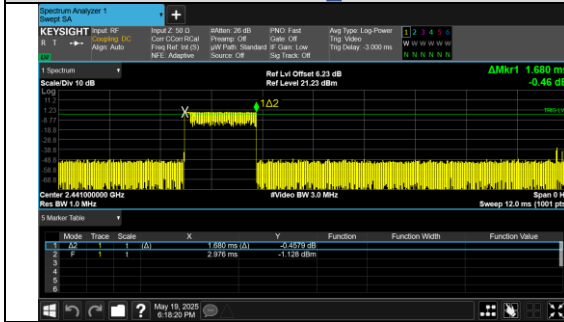 Spectrum Analyzer 1
Swept SA
+
KEYSIGHT Input: RF Input Z: 50 Ω #Atten: 26 dB PNO: Fast Avg Type: Log-Power 1 2 3 4 5 6
R T Coupling: DC Corr CCorr RCal Preamp: Off Gate: Off Trig: Video W W W W W W
Align: Auto Freq Ref: Int (S) µW Path: Standard IF Gain: Low Trig Delay: -3.000 ms N N N N N N
NFE: Adaptive Source: Off Sig Track: Off
1 Spectrum Ref Lvl Offset 6.23 dB ΔMkr1 1.680 ms
Scale/Div 10 dB Ref Level 21.23 dBm -0.46 dB
Log
11.2
1.23
X 1Δ2 TRIG LVL
-8.77
-18.8
-28.8
-38.8
-48.8
-58.8
-68.8
Center 2.441000000 GHz #Video BW 3.0 MHz Span 0 H
Res BW 1.0 MHz Sweep 12.0 ms (1001 pts
5 Marker Table
Mode Trace Scale X Y Function Function Width Function Value
1 Δ2 1 t (Δ) 1.680 ms (Δ) -0.4579 dB
2 F 1 t 2.976 ms -1.128 dBm
3
4
5
6
? May 19, 2025
6:18:20 PM